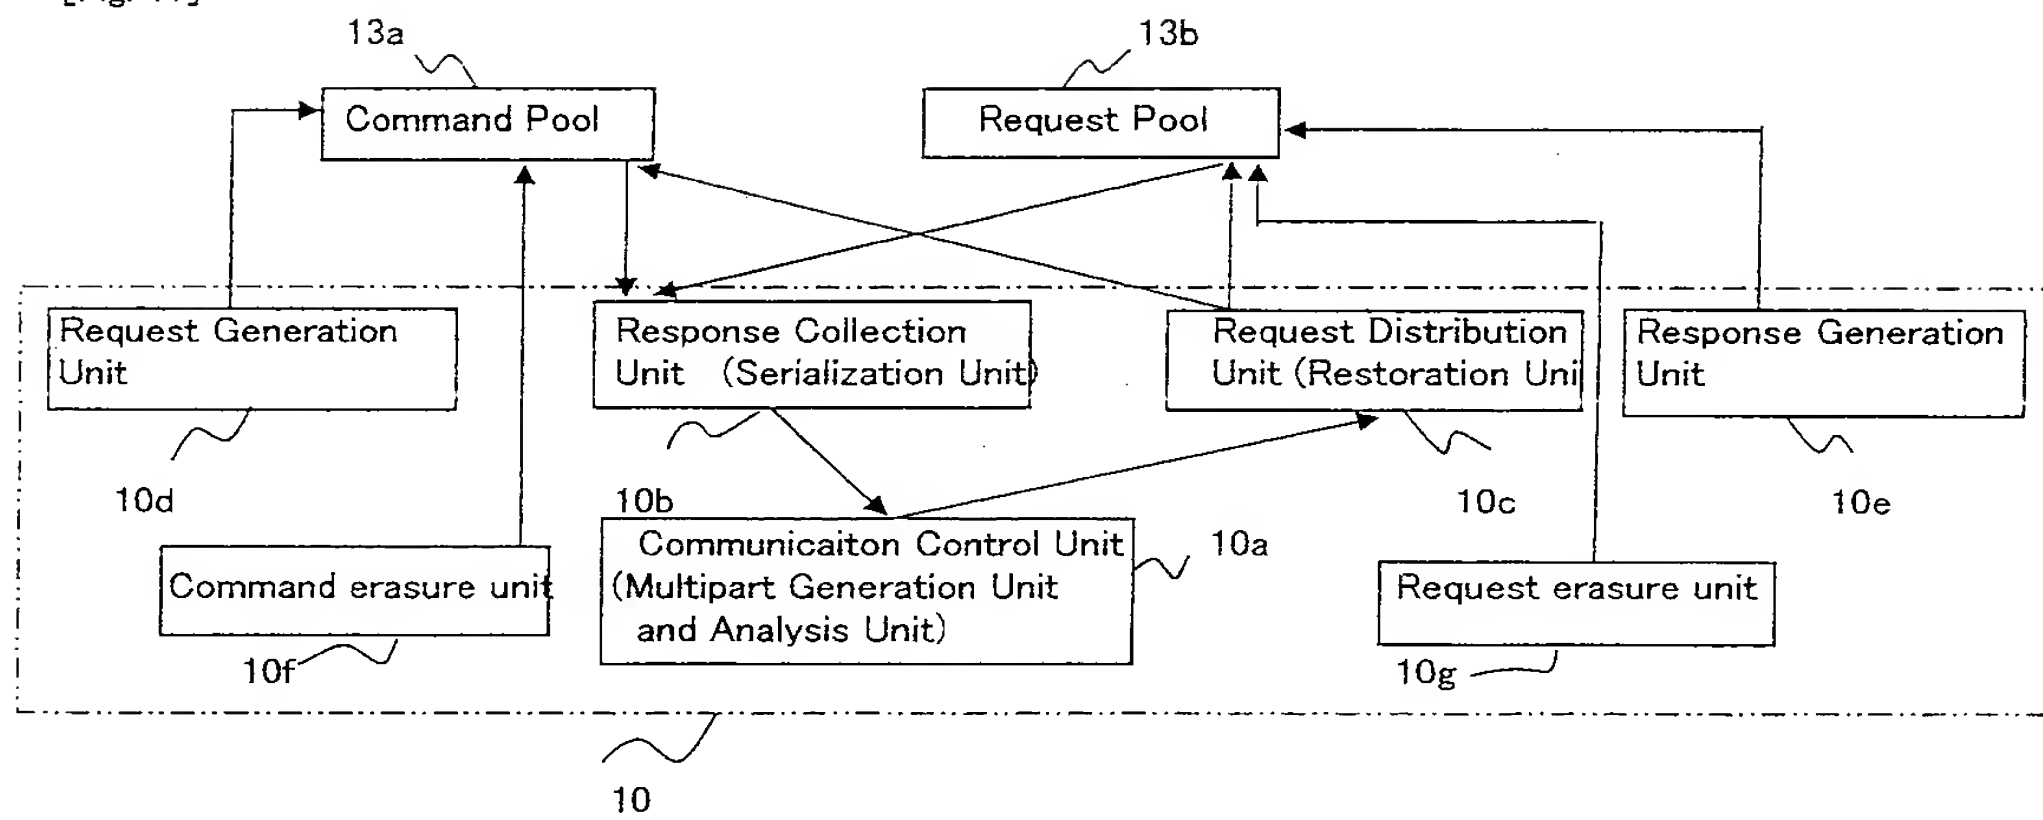 13a
13b
Command Pool
Request Pool
Request Generation
Unit
Response Collection
Unit (Serialization Unit)
Request Distribution
Unit (Restoration Uni
Response Generation
Unit
10d
10b
10c
10e
Command erasure unit
Communicaiton Control Unit
(Multipart Generation Unit
and Analysis Unit)
10a
Request erasure unit
10f
10g
10